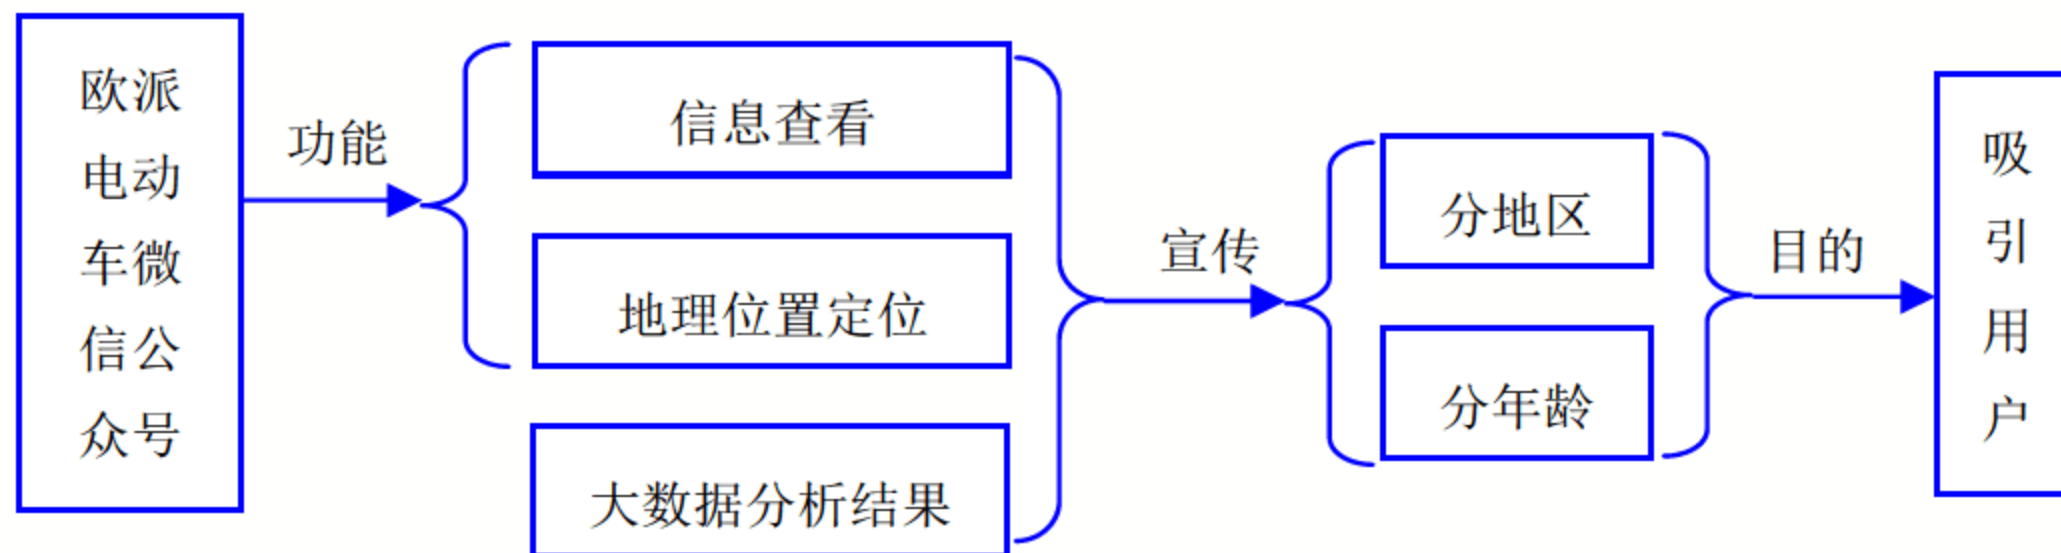 欧派
电动
车微
信公
众号
功能
信息查看
地理位置定位
大数据分析结果
宣传
分地区
分年龄
目的
吸
引
用
户